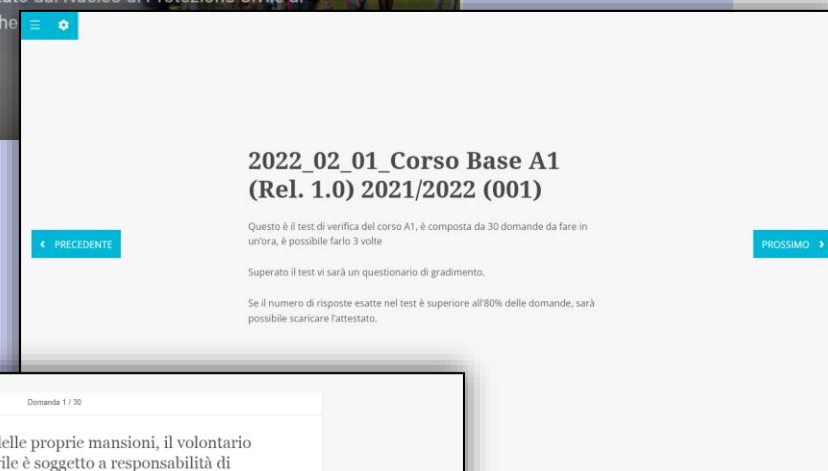 2022_02_01_Corso Base A1
(Rel. 1.0) 2021/2022 (001)
Questo è il test di verifica del corso A1, è composta da 30 domande da fare in
un'ora, è possibile farlo 3 volte
‹ PRECEDENTE
PROSSIMO ›
Superato il test vi sarà un questionario di gradimento.
Se il numero di risposte esatte nel test è superiore all'80% delle domande, sarà
possibile scaricare l'attestato.
Domanda 1 / 30
delle proprie mansioni, il volontario
è soggetto a responsabilità di